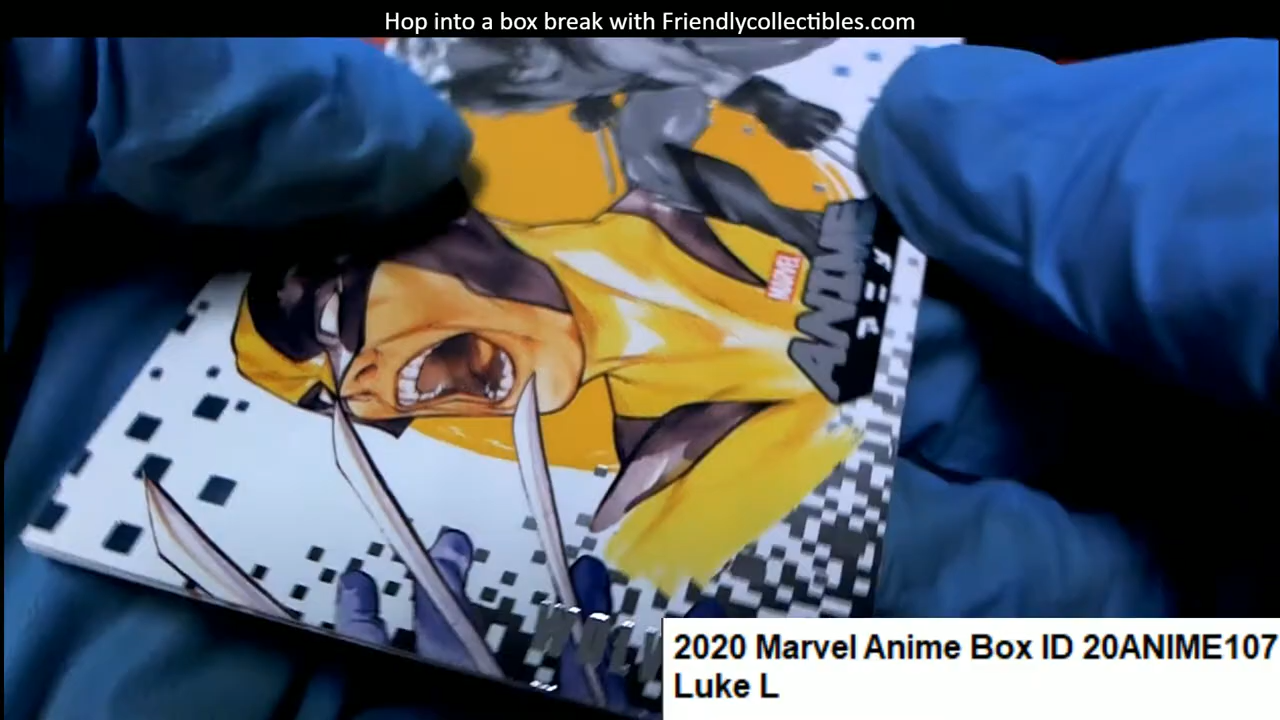 Hop into a box break with Friendlycollectibles.com
MARVEL
ANIME
2020 Marvel Anime Box ID 20ANIME107
Luke L